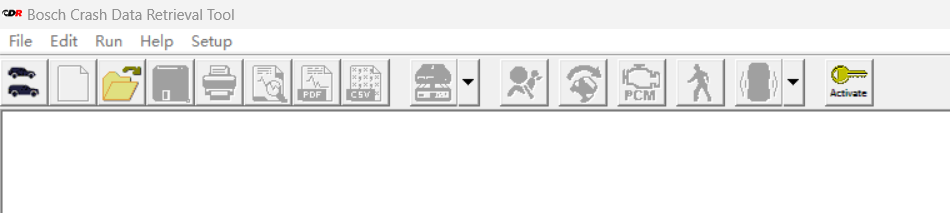 CDR Bosch Crash Data Retrieval Tool
File Edit Run Help Setup
PDF CSV PCM Activate